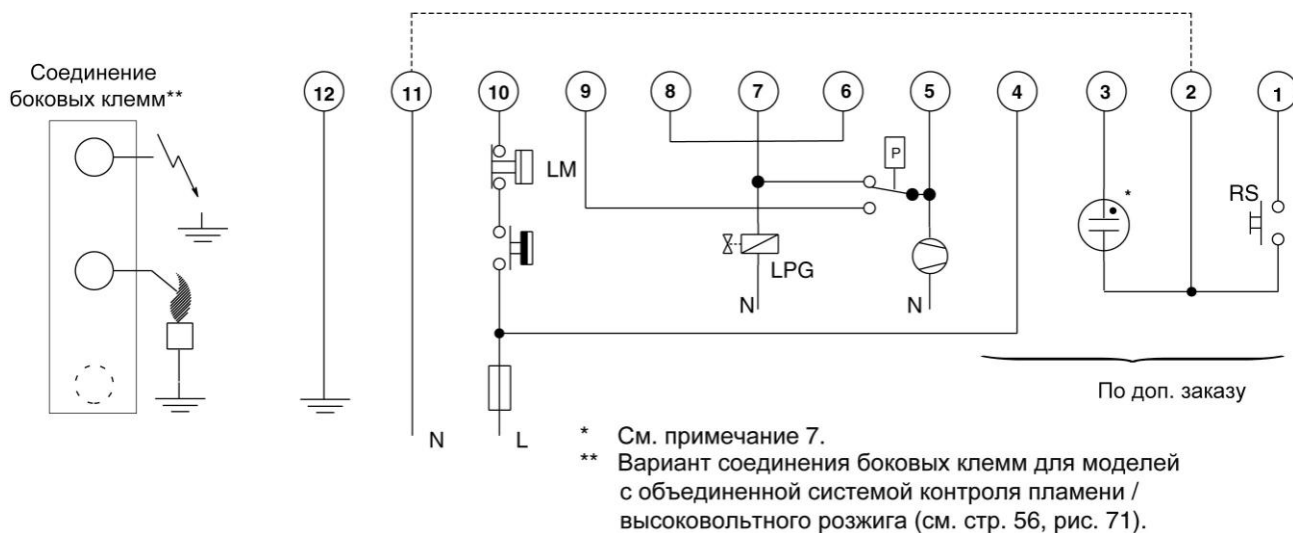 Соединение
боковых клемм**
12 11 10 9 8 7 6 5 4 3 2 1
P
LM
*
RS
LPG
N N
По доп. заказу
N L
* См. примечание 7.
** Вариант соединения боковых клемм для моделей
с объединенной системой контроля пламени /
высоковольтного розжига (см. стр. 56, рис. 71).